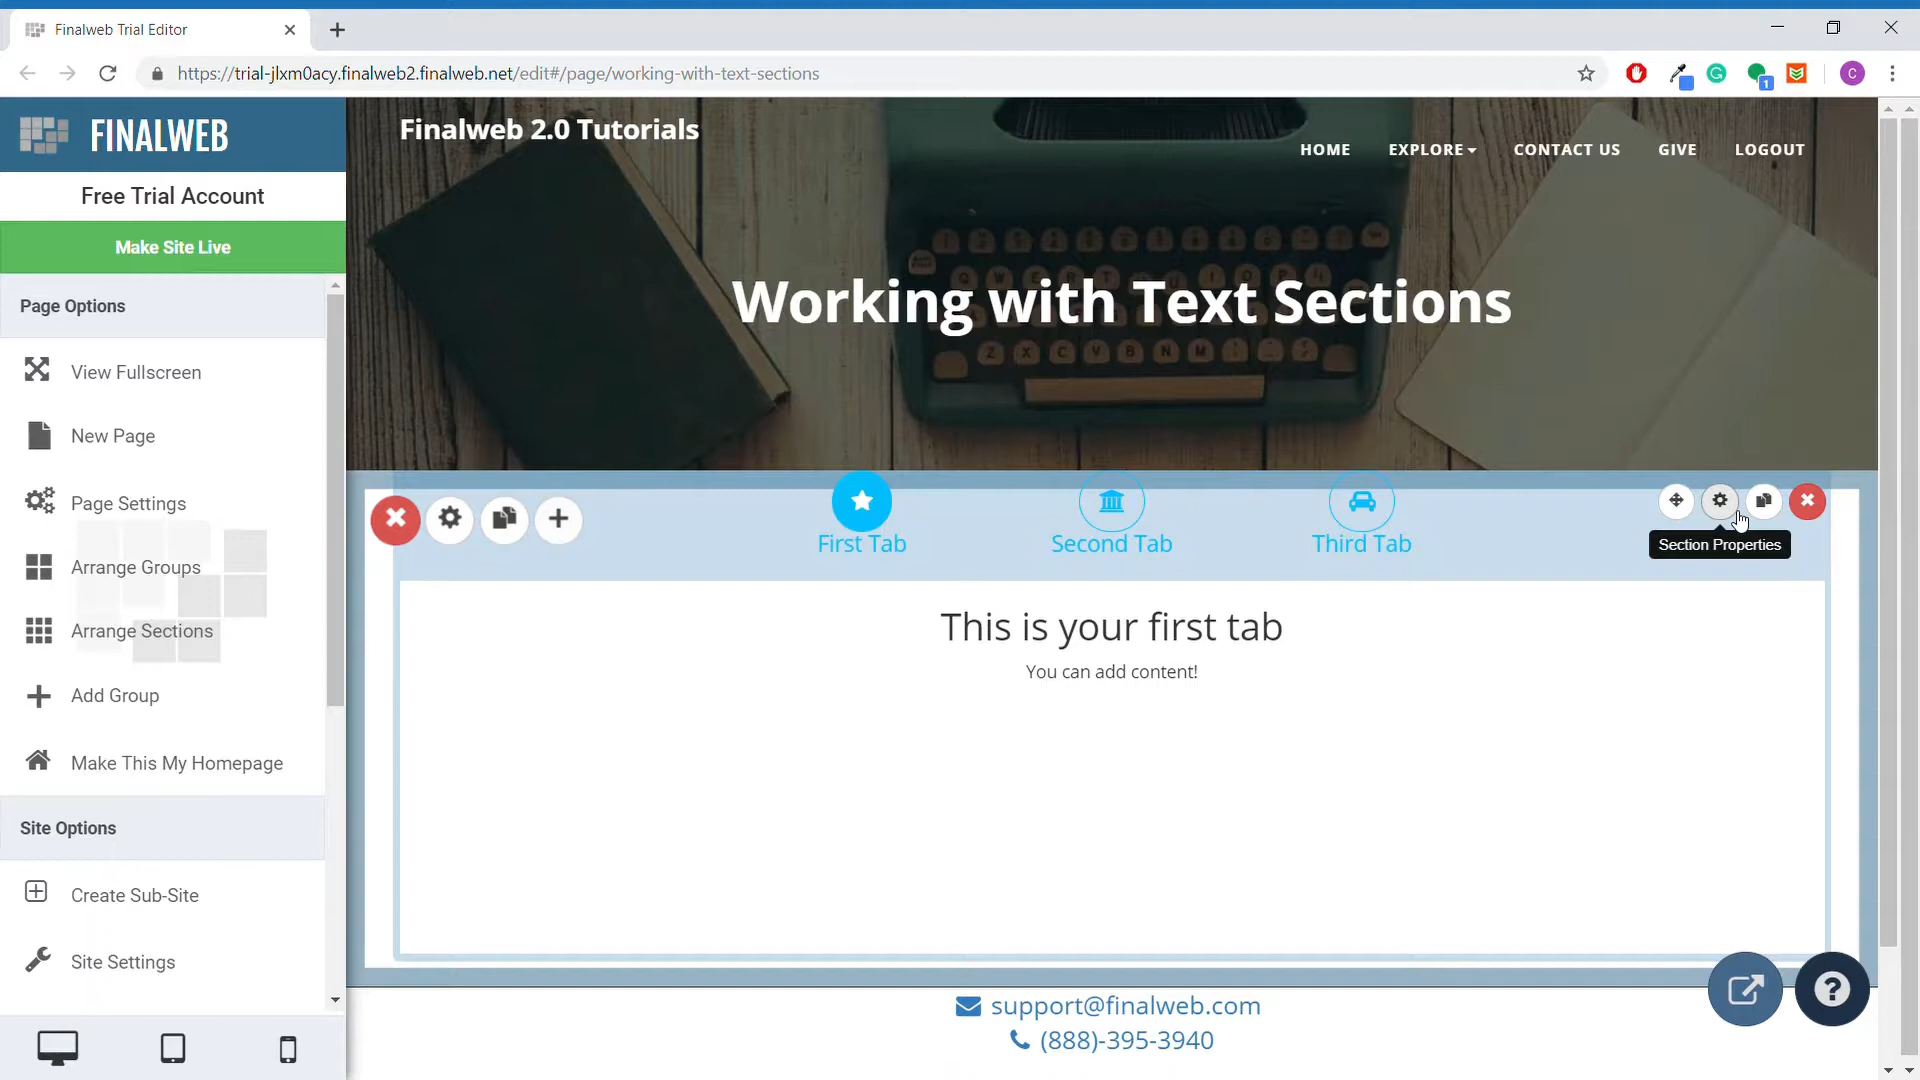 Finalweb Trial Editor
https://trial-jlxm0acy.finalweb2.finalweb.net/edit#/page/working-with-text-sections
1
C
FINALWEB
Free Trial Account
Make Site Live
Page Options
View Fullscreen
New Page
Page Settings
Arrange Groups
Arrange Sections
Add Group
Make This My Homepage
Site Options
Create Sub-Site
Site Settings
Finalweb 2.0 Tutorials
HOME
EXPLORE
CONTACT US
GIVE
LOGOUT
Working with Text Sections
First Tab
Second Tab
Third Tab
Section Properties
This is your first tab
You can add content!
support@finalweb.com
(888)-395-3940